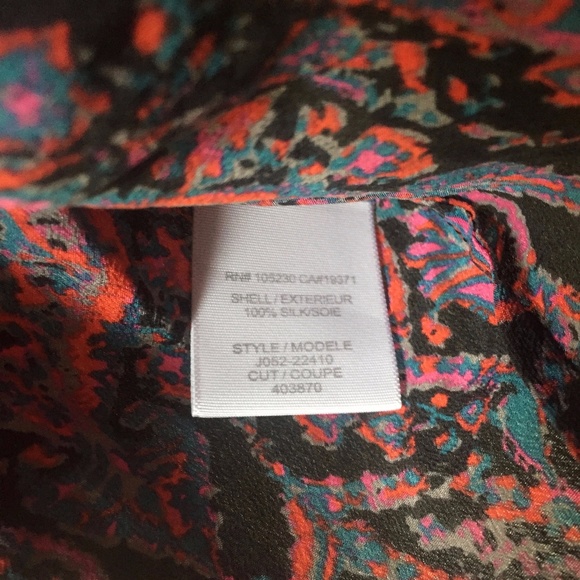 RN# 105230 CA#19371
SHELL / EXTERIEUR
100% SILK/SOIE
STYLE / MODELE
J052-22410
CUT / COUPE
403870